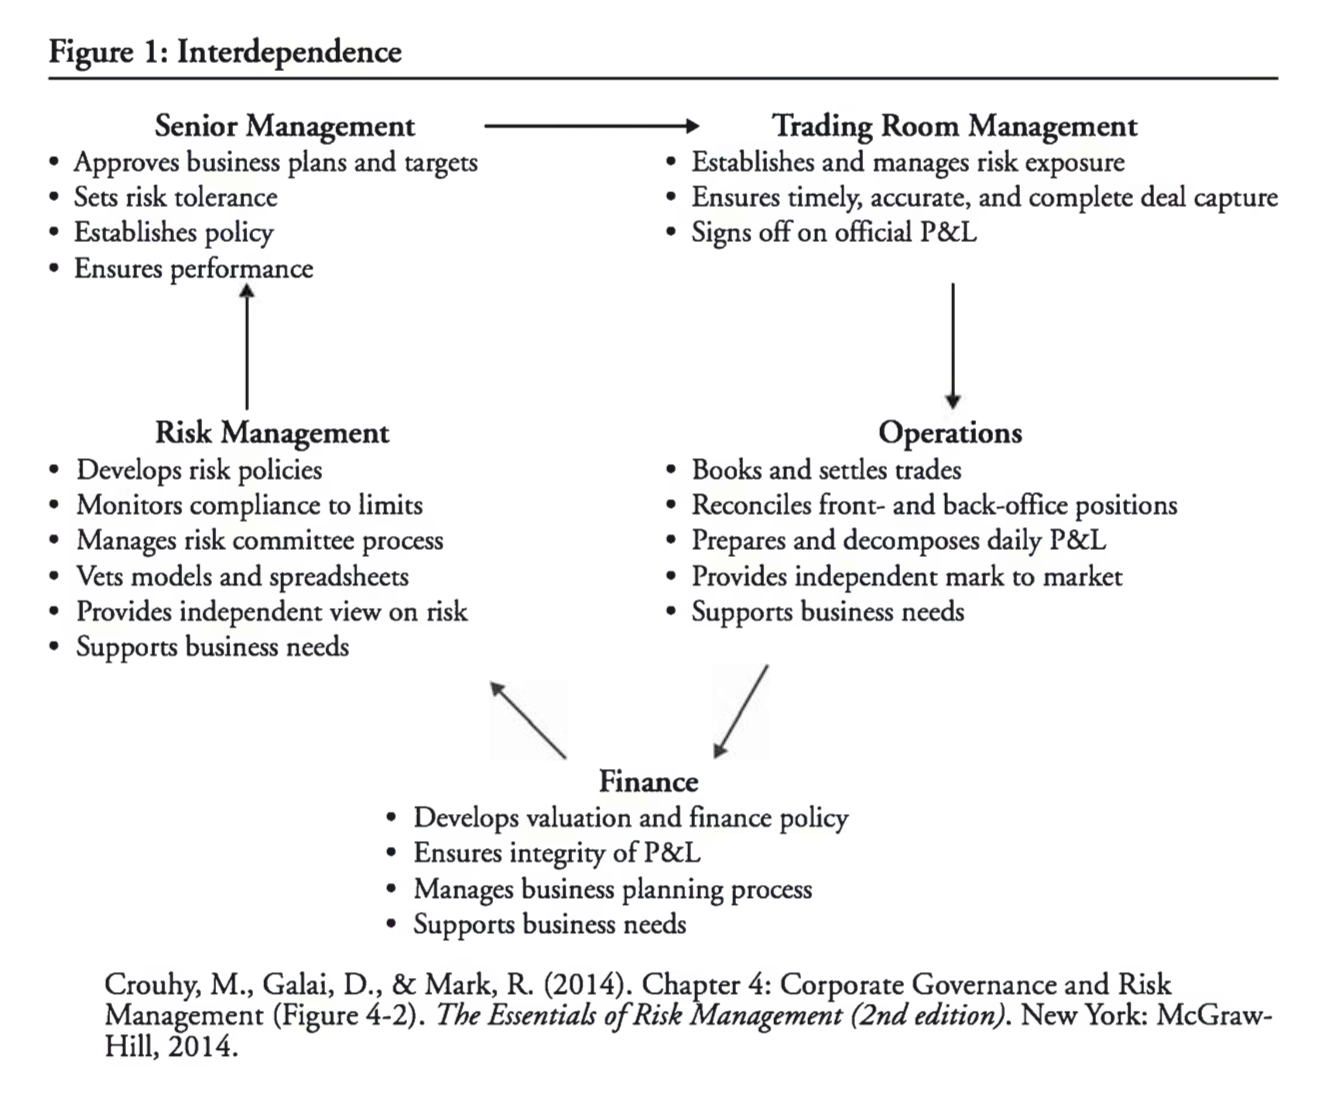 Figure 1: Interdependence
Senior Management
• Approves business plans and targets
• Sets risk tolerance
• Establishes policy
• Ensures performance
Trading Room Management
• Establishes and manages risk exposure
• Ensures timely, accurate, and complete deal capture
• Signs off on official P&L
Risk Management
• Develops risk policies
• Monitors compliance to limits
• Manages risk committee process
• Vets models and spreadsheets
• Provides independent view on risk
• Supports business needs
Operations
• Books and settles trades
• Reconciles front- and back-office positions
• Prepares and decomposes daily P&L
• Provides independent mark to market
• Supports business needs
Finance
• Develops valuation and finance policy
• Ensures integrity of P&L
• Manages business planning process
• Supports business needs
Crouhy, M., Galai, D., & Mark, R. (2014). Chapter 4: Corporate Governance and Risk
Management (Figure 4-2). The Essentials of Risk Management (2nd edition). New York: McGraw-
Hill, 2014.